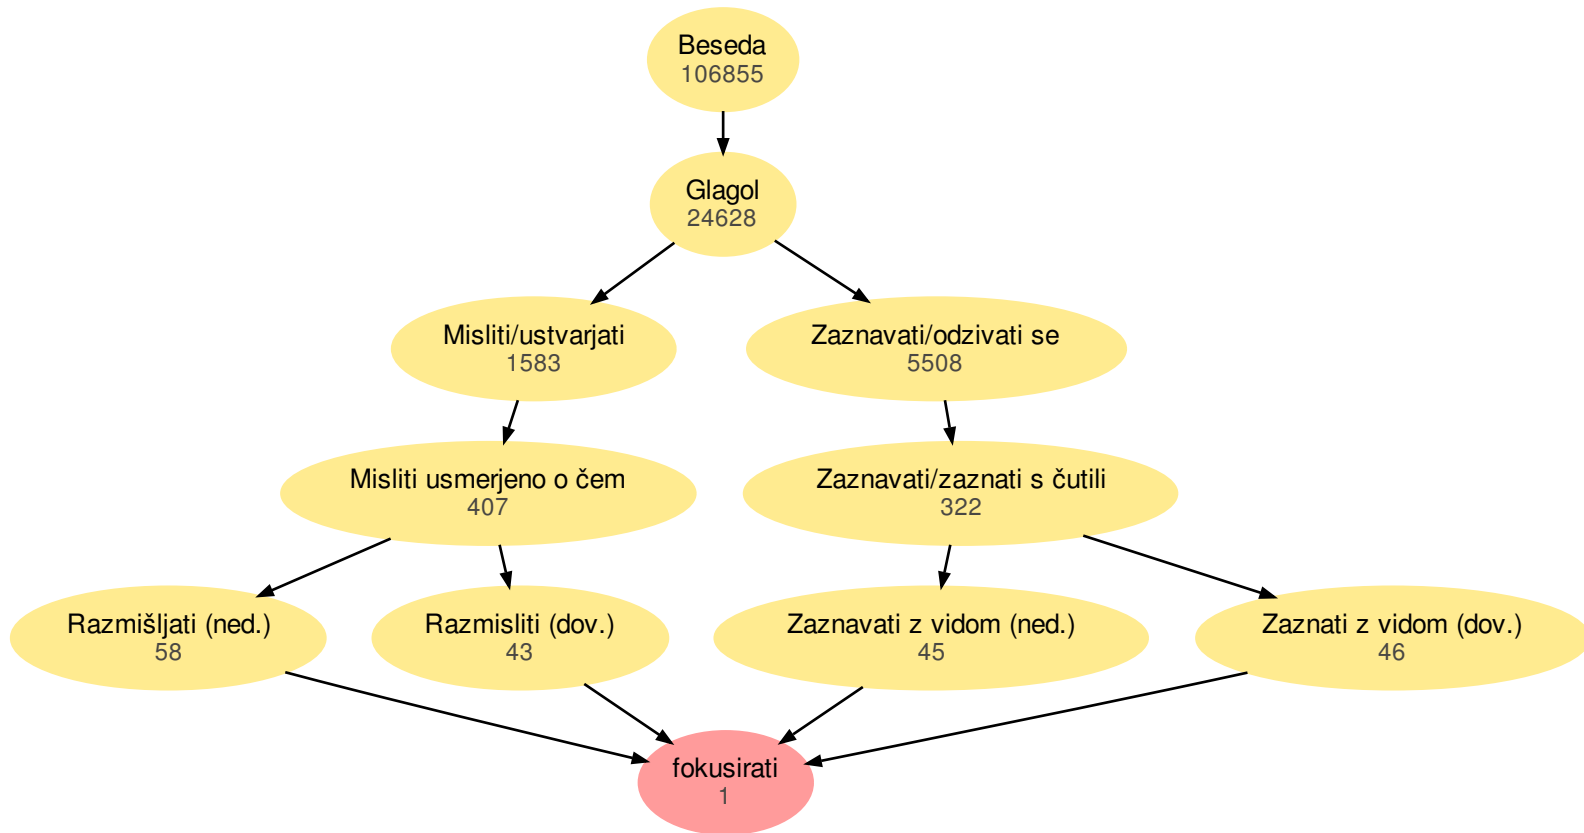 Beseda
106855
Glagol
24628
Misliti/ustvarjati
1583
Zaznavati/odzivati se
5508
Misliti usmerjeno o čem
407
Zaznavati/zaznati s čutili
322
Razmišljati (ned.)
58
Razmisliti (dov.)
43
Zaznavati z vidom (ned.)
45
Zaznati z vidom (dov.)
46
fokusirati
1